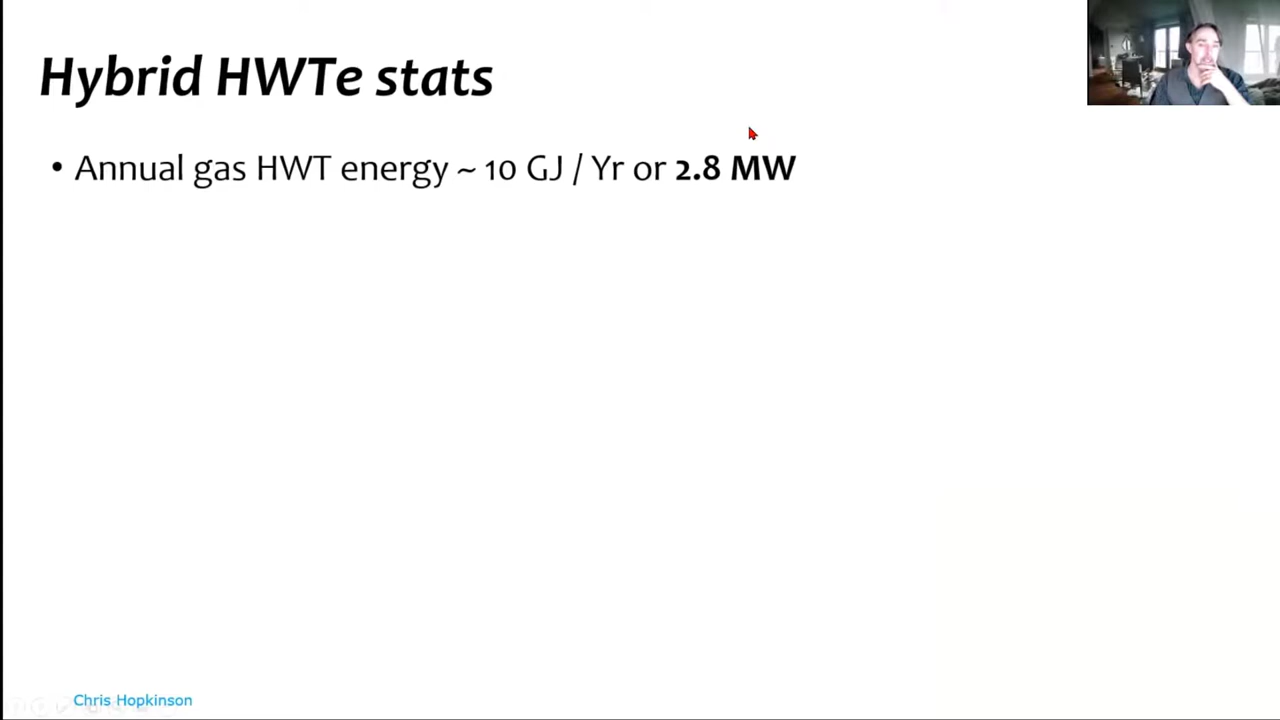 Hybrid HWTe stats
• Annual gas HWT energy ~ 10 GJ / Yr or 2.8 MW
Chris Hopkinson